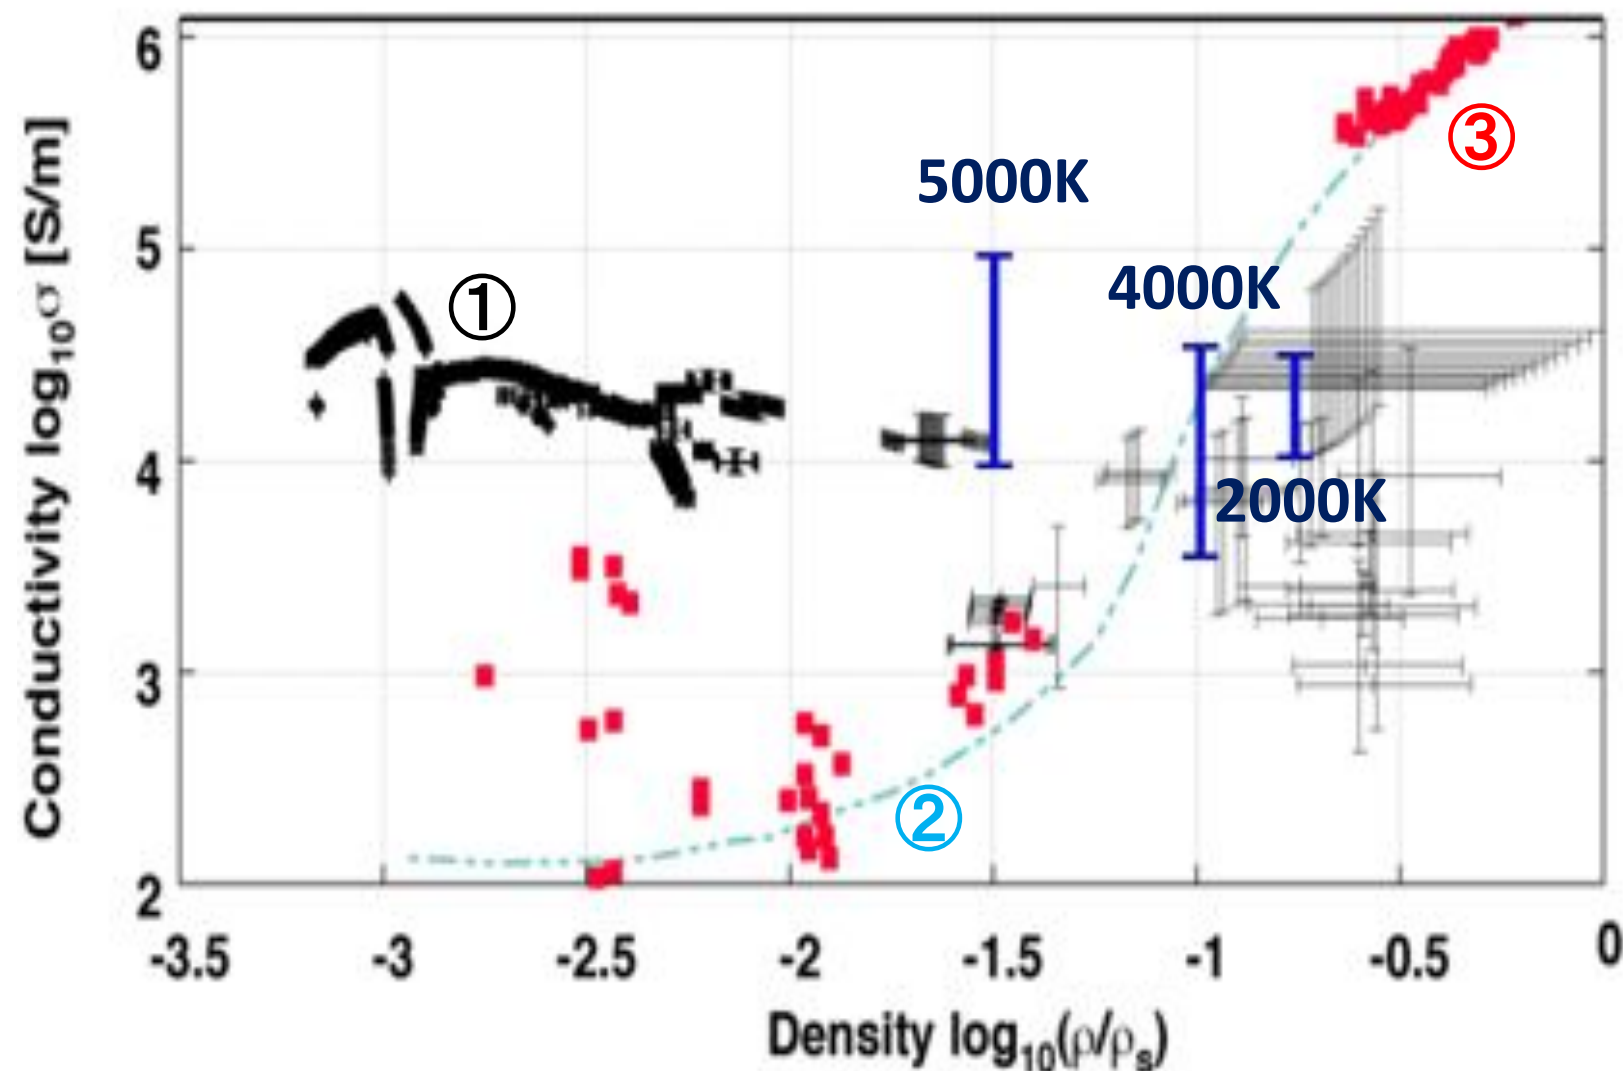 Conductivity log₁₀σ [S/m]
6
5
4
3
2
①
5000K
4000K
2000K
②
③
-3.5 -3 -2.5 -2 -1.5 -1 -0.5 0
Density log₁₀(ρ/ρₛ)